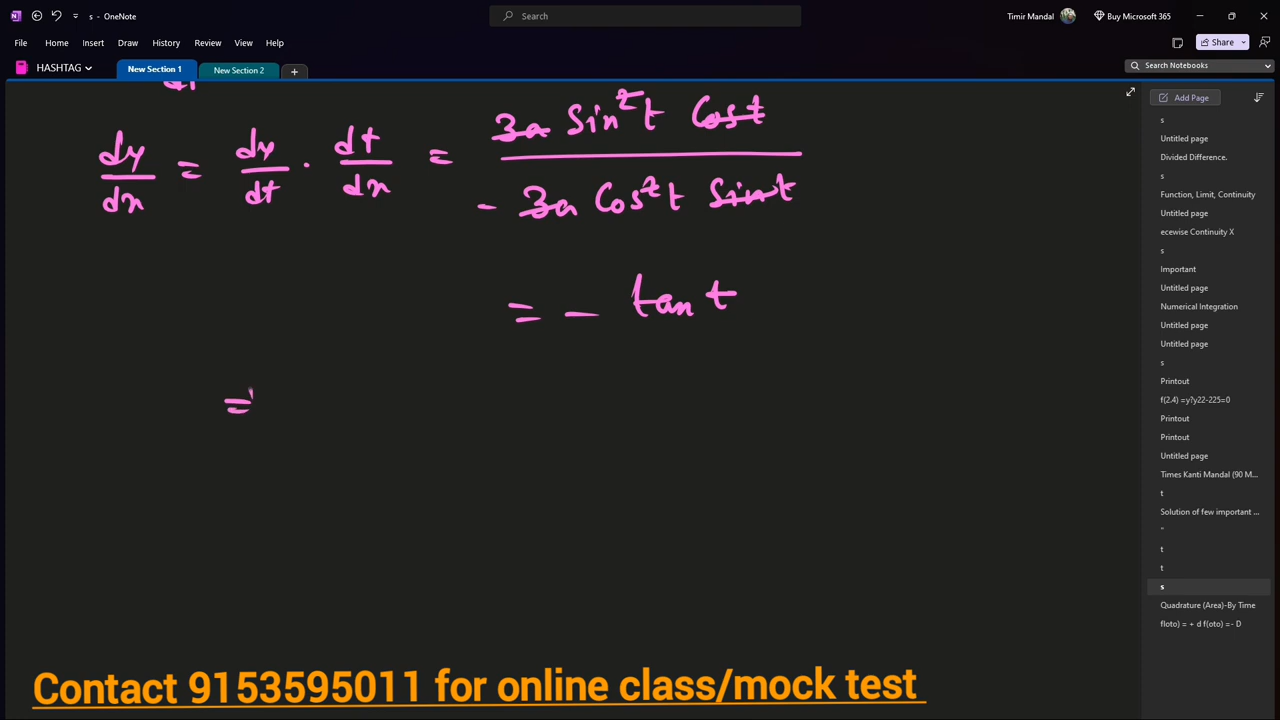 s - OneNote
Search
Timir Mandal
Buy Microsoft 365
File Home Insert Draw History Review View Help
Share
HASHTAG
New Section 1
New Section 2
+
Search Notebooks
Add Page
s
Untitled page
Divided Difference.
s
Function, Limit, Continuity
Untitled page
ecewise Continuity X
s
Important
Untitled page
Numerical Integration
Untitled page
Untitled page
s
Printout
f(2.4) =y?y22-225=0
Printout
Printout
Untitled page
Times Kanti Mandal (90 M...
t
Solution of few important ...
"
t
t
s
Quadrature (Area)-By Time
floto) = + d f(oto) =- D
dy/dx = dy/dt · dt/dx = 3a Sin²t Cost / - 3a Cos²t Sint
= - tan t
=
Contact 9153595011 for online class/mock test